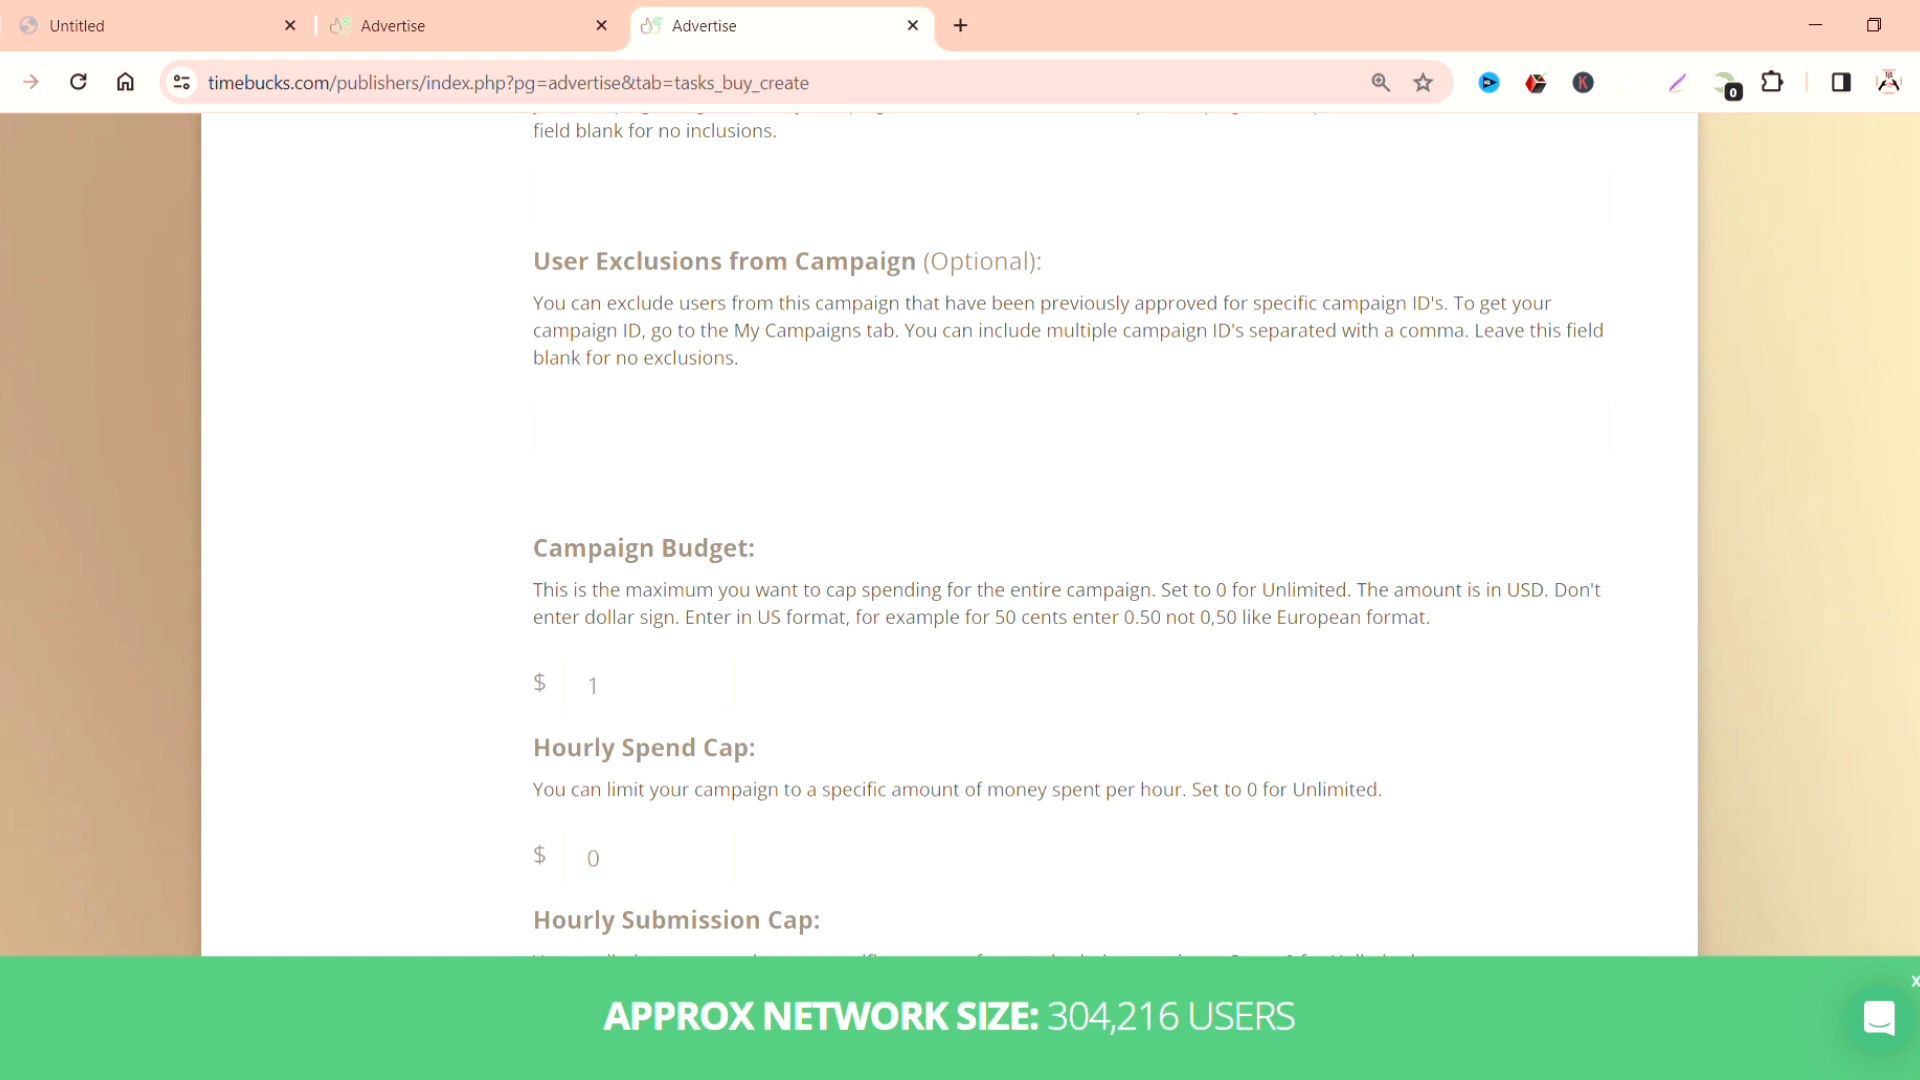 Untitled
Advertise
Advertise
timebucks.com/publishers/index.php?pg=advertise&tab=tasks_buy_create
K
0
field blank for no inclusions.
User Exclusions from Campaign (Optional):
You can exclude users from this campaign that have been previously approved for specific campaign ID's. To get your
campaign ID, go to the My Campaigns tab. You can include multiple campaign ID's separated with a comma. Leave this field
blank for no exclusions.
Campaign Budget:
This is the maximum you want to cap spending for the entire campaign. Set to 0 for Unlimited. The amount is in USD. Don't
enter dollar sign. Enter in US format, for example for 50 cents enter 0.50 not 0,50 like European format.
$ 1
Hourly Spend Cap:
You can limit your campaign to a specific amount of money spent per hour. Set to 0 for Unlimited.
$ 0
Hourly Submission Cap:
x
APPROX NETWORK SIZE: 304,216 USERS